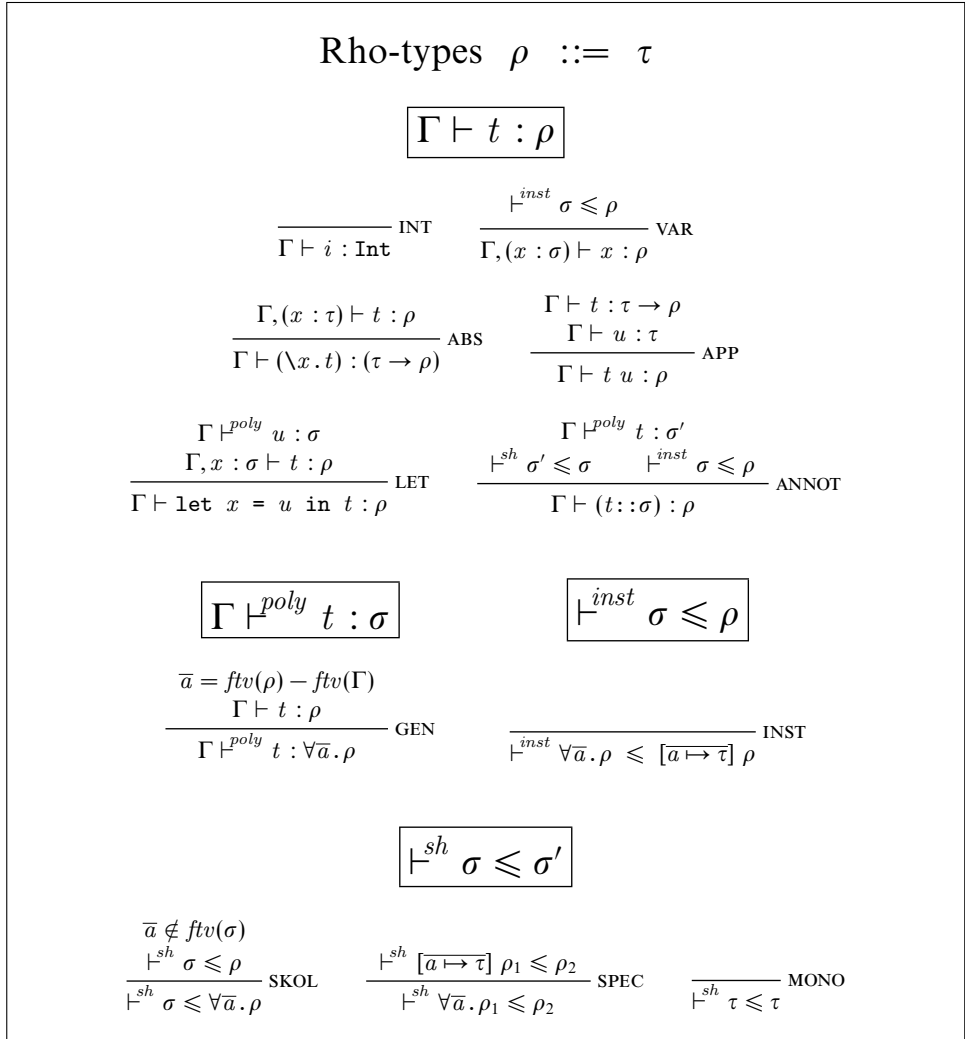 Rho-types ρ ::= τ
Γ ⊢ t : ρ
⊢^inst σ ⩽ ρ
INT VAR
Γ ⊢ i : Int Γ, (x : σ) ⊢ x : ρ
Γ, (x : τ) ⊢ t : ρ Γ ⊢ t : τ → ρ
Γ ⊢ u : τ
ABS APP
Γ ⊢ (\x . t) : (τ → ρ) Γ ⊢ t u : ρ
Γ ⊢^poly u : σ Γ ⊢^poly t : σ′
Γ, x : σ ⊢ t : ρ ⊢^sh σ′ ⩽ σ ⊢^inst σ ⩽ ρ
LET ANNOT
Γ ⊢ let x = u in t : ρ Γ ⊢ (t::σ) : ρ
Γ ⊢^poly t : σ ⊢^inst σ ⩽ ρ
a̅ = ftv(ρ) − ftv(Γ)
Γ ⊢ t : ρ
GEN INST
Γ ⊢^poly t : ∀a̅.ρ ⊢^inst ∀a̅.ρ ⩽ [a ↦ τ]̅ ρ
⊢^sh σ ⩽ σ′
a̅ ∉ ftv(σ)
⊢^sh σ ⩽ ρ ⊢^sh [a ↦ τ]̅ ρ₁ ⩽ ρ₂
SKOL SPEC MONO
⊢^sh σ ⩽ ∀a̅.ρ ⊢^sh ∀a̅.ρ₁ ⩽ ρ₂ ⊢^sh τ ⩽ τ